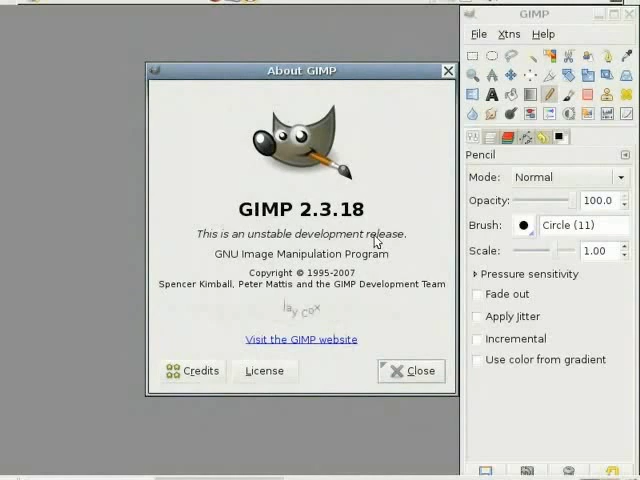 GIMP
File Xtns Help
About GIMP
GIMP 2.3.18
This is an unstable development release.
GNU Image Manipulation Program
Copyright © 1995-2007
Spencer Kimball, Peter Mattis and the GIMP Development Team
lay cox
Visit the GIMP website
Credits
License
Close
Pencil
Mode: Normal
Opacity: 100.0
Brush: Circle (11)
Scale: 1.00
Pressure sensitivity
Fade out
Apply Jitter
Incremental
Use color from gradient